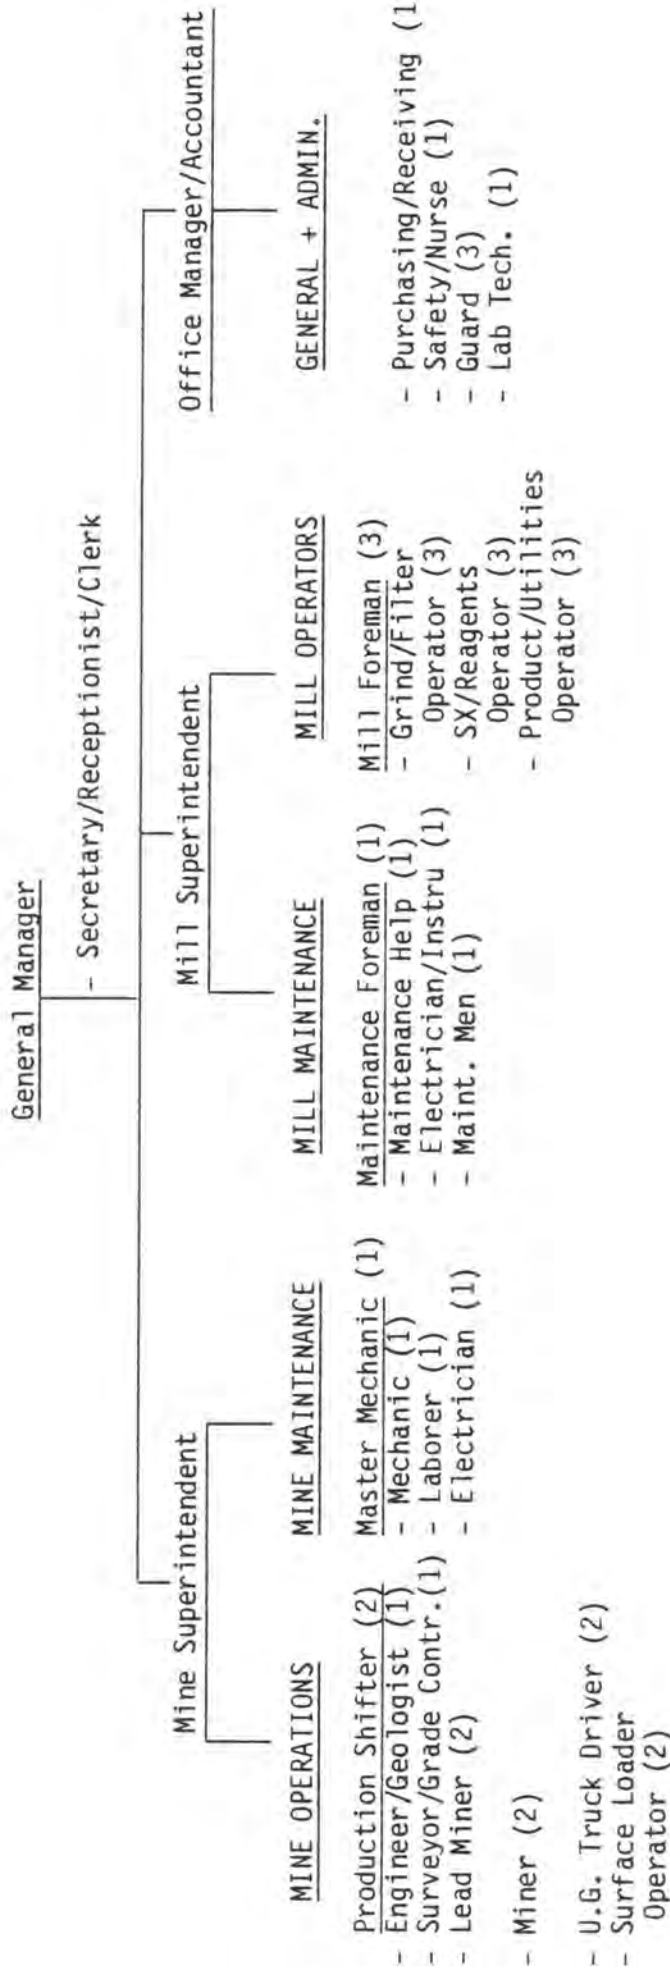 General Manager
- Secretary/Receptionist/Clerk
Mine Superintendent
Mill Superintendent
Office Manager/Accountant
MINE OPERATIONS
Production Shifter (2)
- Engineer/Geologist (1)
- Surveyor/Grade Contr.(1)
- Lead Miner (2)
- Miner (2)
- U.G. Truck Driver (2)
- Surface Loader
Operator (2)
MINE MAINTENANCE
Master Mechanic (1)
- Mechanic (1)
- Laborer (1)
- Electrician (1)
MILL MAINTENANCE
Maintenance Foreman (1)
- Maintenance Help (1)
- Electrician/Instru (1)
- Maint. Men (1)
MILL OPERATORS
Mill Foreman (3)
- Grind/Filter
Operator (3)
- SX/Reagents
Operator (3)
- Product/Utilities
Operator (3)
GENERAL + ADMIN.
- Purchasing/Receiving (1
- Safety/Nurse (1)
- Guard (3)
- Lab Tech. (1)